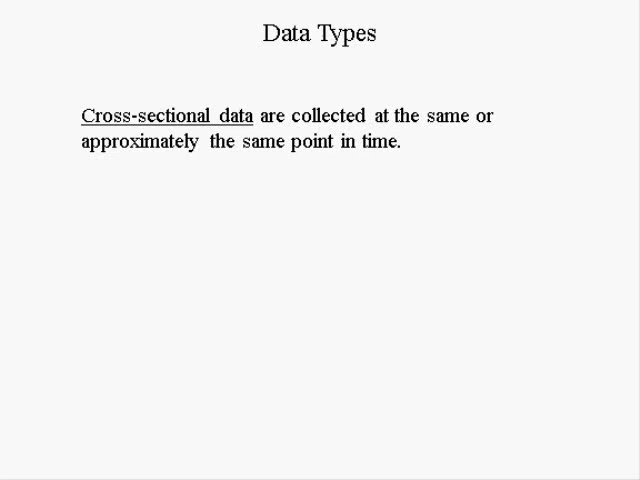 Data Types
Cross-sectional data are collected at the same or
approximately the same point in time.